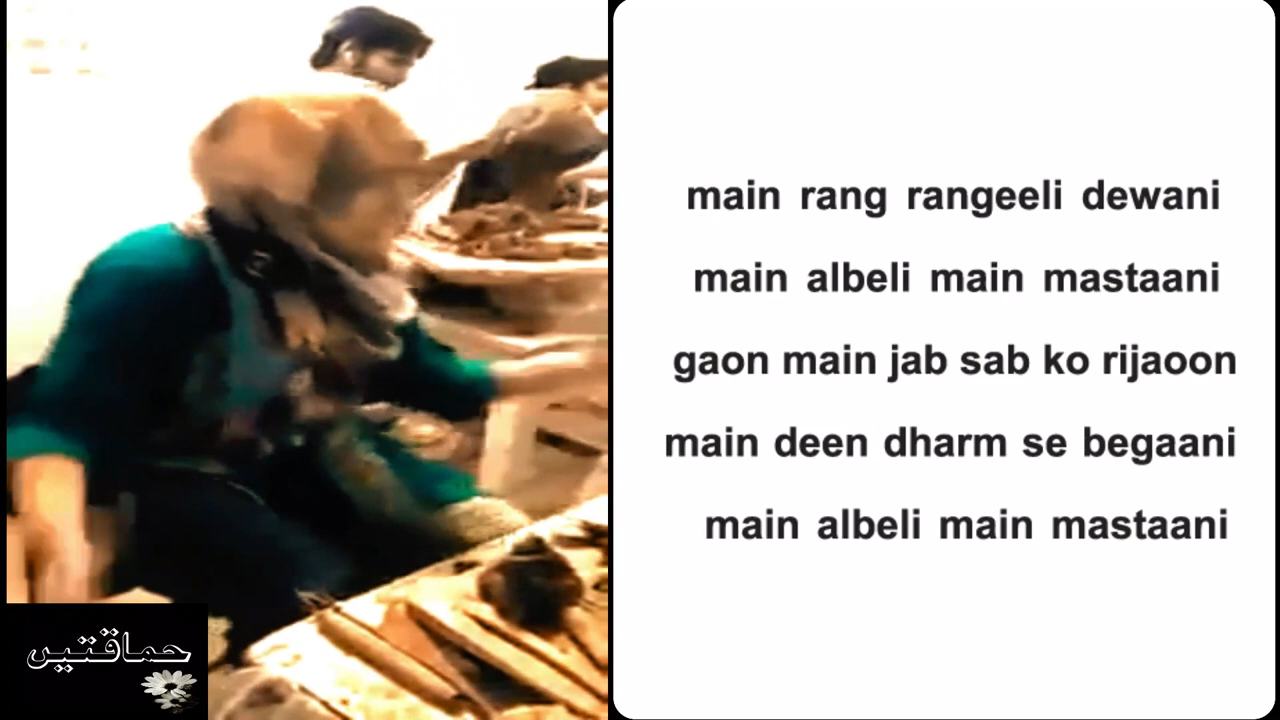 main rang rangeeli dewani
main albeli main mastaani
gaon main jab sab ko rijaoon
main deen dharm se begaani
main albeli main mastaani
حماقتیں